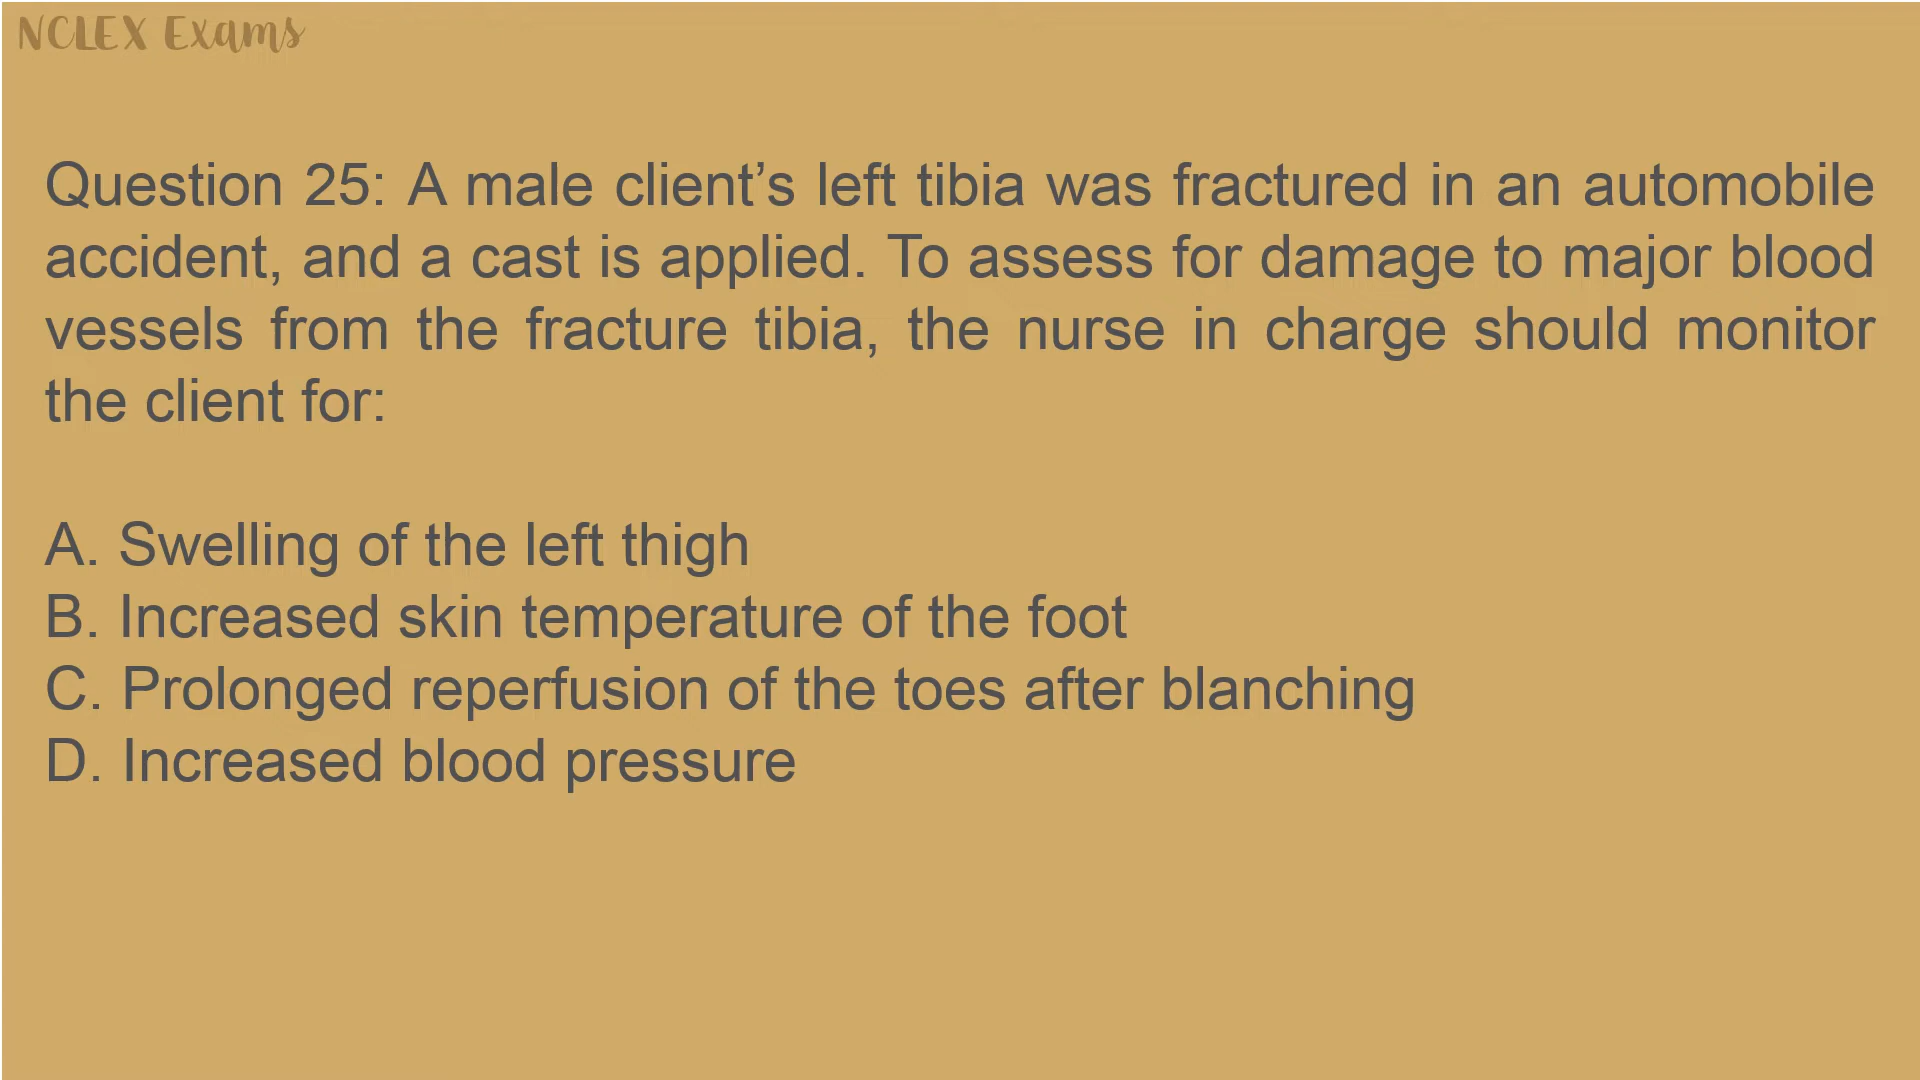 NCLEX Exams
Question 25: A male client’s left tibia was fractured in an automobile
accident, and a cast is applied. To assess for damage to major blood
vessels from the fracture tibia, the nurse in charge should monitor
the client for:
A. Swelling of the left thigh
B. Increased skin temperature of the foot
C. Prolonged reperfusion of the toes after blanching
D. Increased blood pressure